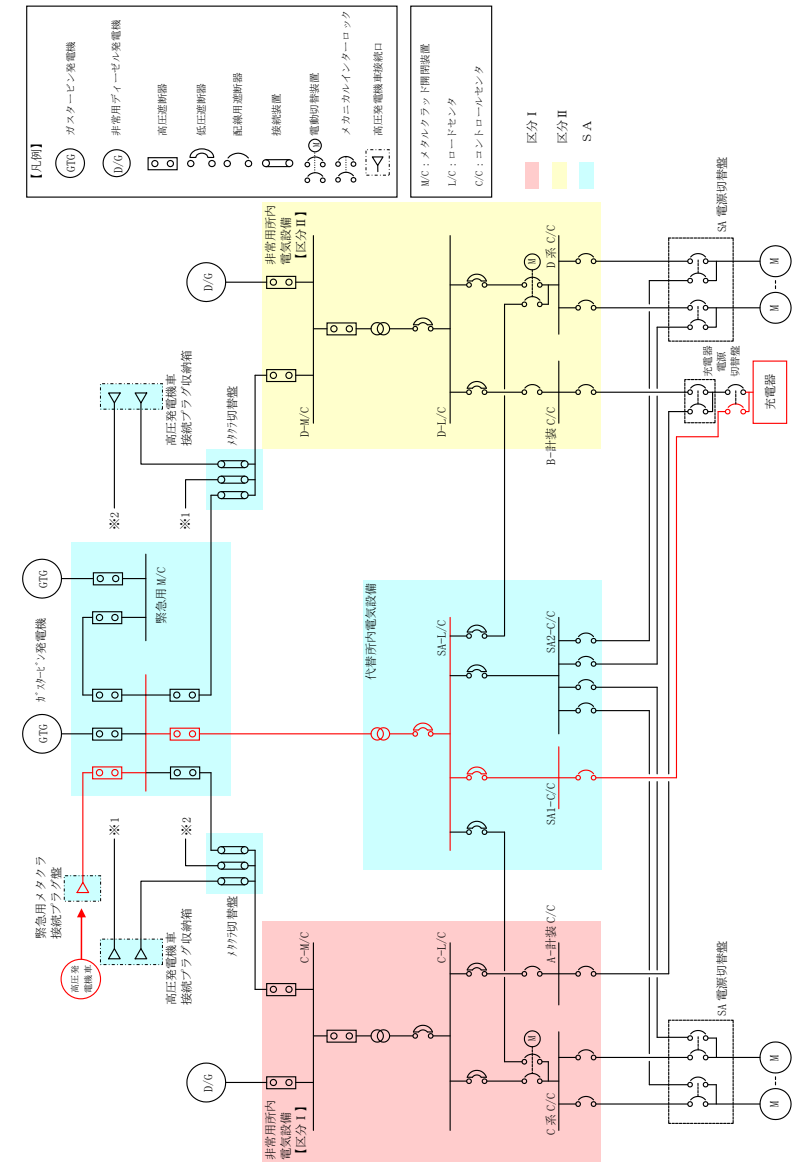 【凡例】
GTG
ガスタービン発電機
D/G
非常用ディーゼル発電機
高圧遮断器
低圧遮断器
配線用遮断器
接続装置
M
電動切替装置
メカニカルインターロック
高圧発電機車接続口
M/C：メタルクラッド開閉装置
L/C：ロードセンタ
C/C：コントロールセンタ
区分Ⅰ
区分Ⅱ
SA
緊急用メタクラ
接続プラグ盤
高圧発
電機車
高圧発電機車
接続プラグ収納箱
※1
※2
メタクラ切替盤
GTG
ガスタービン発電機
GTG
緊急用M/C
高圧発電機車
接続プラグ収納箱
※2
※1
メタクラ切替盤
D/G
非常用所内
電気設備
【区分Ⅰ】
C-M/C
C-L/C
M
C系C/C
A-計装C/C
SA電源切替盤
M
M
代替所内電気設備
SA-L/C
SA1-C/C
SA2-C/C
D/G
非常用所内
電気設備
【区分Ⅱ】
D-M/C
D-L/C
M
B-計装C/C
D系C/C
充電器
電源
切替盤
充電器
SA電源切替盤
M
M